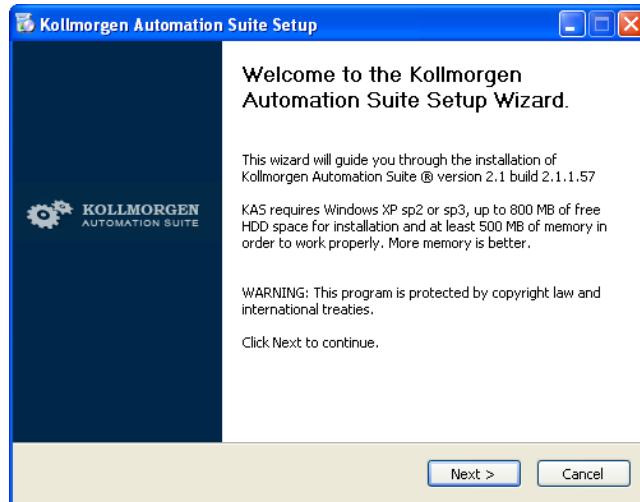 Kollmorgen Automation Suite Setup
Welcome to the Kollmorgen
Automation Suite Setup Wizard.
This wizard will guide you through the installation of
Kollmorgen Automation Suite ® version 2.1 build 2.1.1.57
KOLLMORGEN
AUTOMATION SUITE
KAS requires Windows XP sp2 or sp3, up to 800 MB of free
HDD space for installation and at least 500 MB of memory in
order to work properly. More memory is better.
WARNING: This program is protected by copyright law and
international treaties.
Click Next to continue.
Next >
Cancel